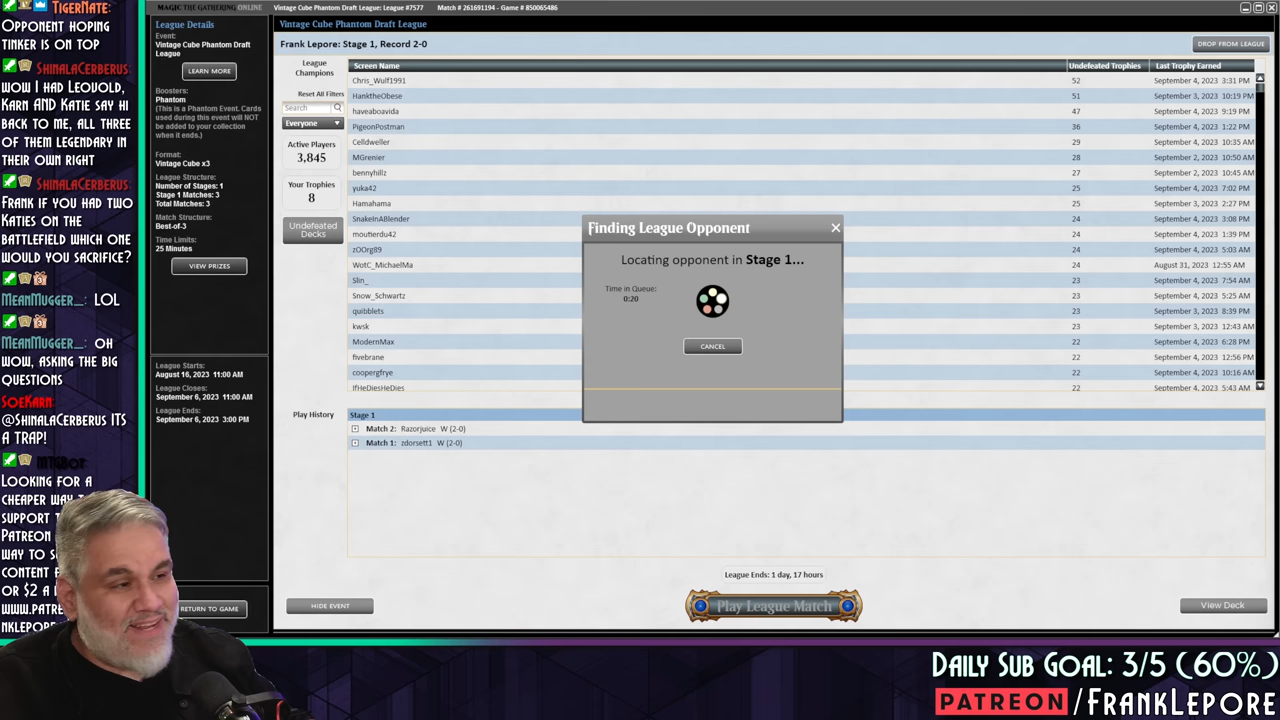 TigerNate:
Opponent hoping
tinker is on top
ShinalaCerberus:
wow I had Leovold,
Karn AND Katie say hi
back to me, all three
of them legendary in
their own right
ShinalaCerberus:
Frank if you had two
Katies on the
battlefield which one
would you sacrifice?
MeanMugger_: LOL
MeanMugger_: oh
wow, asking the big
questions
SoeKarn:
@ShinalaCerberus ITs
A TRAP!
Looking for a
cheaper way to
support t
Patreon
way to s
content f
or $2 a
www.patre
nklepore
MAGIC THE GATHERING ONLINE
Vintage Cube Phantom Draft League: League #7577 Match # 261691194 - Game # 850065486
League Details
Event:
Vintage Cube Phantom Draft
League
LEARN MORE
Boosters:
Phantom
(This is a Phantom Event. Cards
used during this event will NOT
be added to your collection
when it ends.)
Format:
Vintage Cube x3
League Structure:
Number of Stages: 1
Stage 1 Matches: 3
Total Matches: 3
Match Structure:
Best-of-3
Time Limits:
25 Minutes
VIEW PRIZES
League Starts:
August 16, 2023 11:00 AM
League Closes:
September 6, 2023 11:00 AM
League Ends:
September 6, 2023 3:00 PM
RETURN TO GAME
Vintage Cube Phantom Draft League
Frank Lepore: Stage 1, Record 2-0
DROP FROM LEAGUE
League
Champions
Reset All Filters
Search
Everyone
Active Players
3,845
Your Trophies
8
Undefeated
Decks
Screen Name Undefeated Trophies Last Trophy Earned
Chris_Wulf1991 52 September 4, 2023 3:31 PM
HanktheObese 51 September 3, 2023 10:19 PM
haveaboavida 47 September 4, 2023 9:19 PM
PigeonPostman 36 September 4, 2023 1:22 PM
Celldweller 29 September 4, 2023 10:35 AM
MGrenier 28 September 2, 2023 10:50 AM
bennyhillz 27 September 2, 2023 10:45 AM
yuka42 25 September 4, 2023 7:02 PM
Hamahama 25 September 3, 2023 2:27 PM
SnakeInABlender 24 September 4, 2023 3:08 PM
moutierdu42 24 September 4, 2023 1:39 PM
zOOrg89 24 September 4, 2023 5:03 AM
WotC_MichaelMa 24 August 31, 2023 12:55 AM
Slin_ 23 September 4, 2023 7:54 AM
Snow_Schwartz 23 September 4, 2023 5:25 AM
quibblets 23 September 3, 2023 8:39 PM
kwsk 23 September 3, 2023 12:43 AM
ModernMax 22 September 4, 2023 6:28 PM
fivebrane 22 September 4, 2023 12:56 PM
coopergfrye 22 September 4, 2023 10:16 AM
IfHeDiesHeDies 22 September 4, 2023 5:43 AM
Finding League Opponent
Locating opponent in Stage 1...
Time in Queue:
0:20
CANCEL
Play History
Stage 1
Match 2: Razorjuice W (2-0)
Match 1: zdorsett1 W (2-0)
League Ends: 1 day, 17 hours
HIDE EVENT
Play League Match
View Deck
Daily Sub Goal: 3/5 (60%)
PATREON/FrankLepore